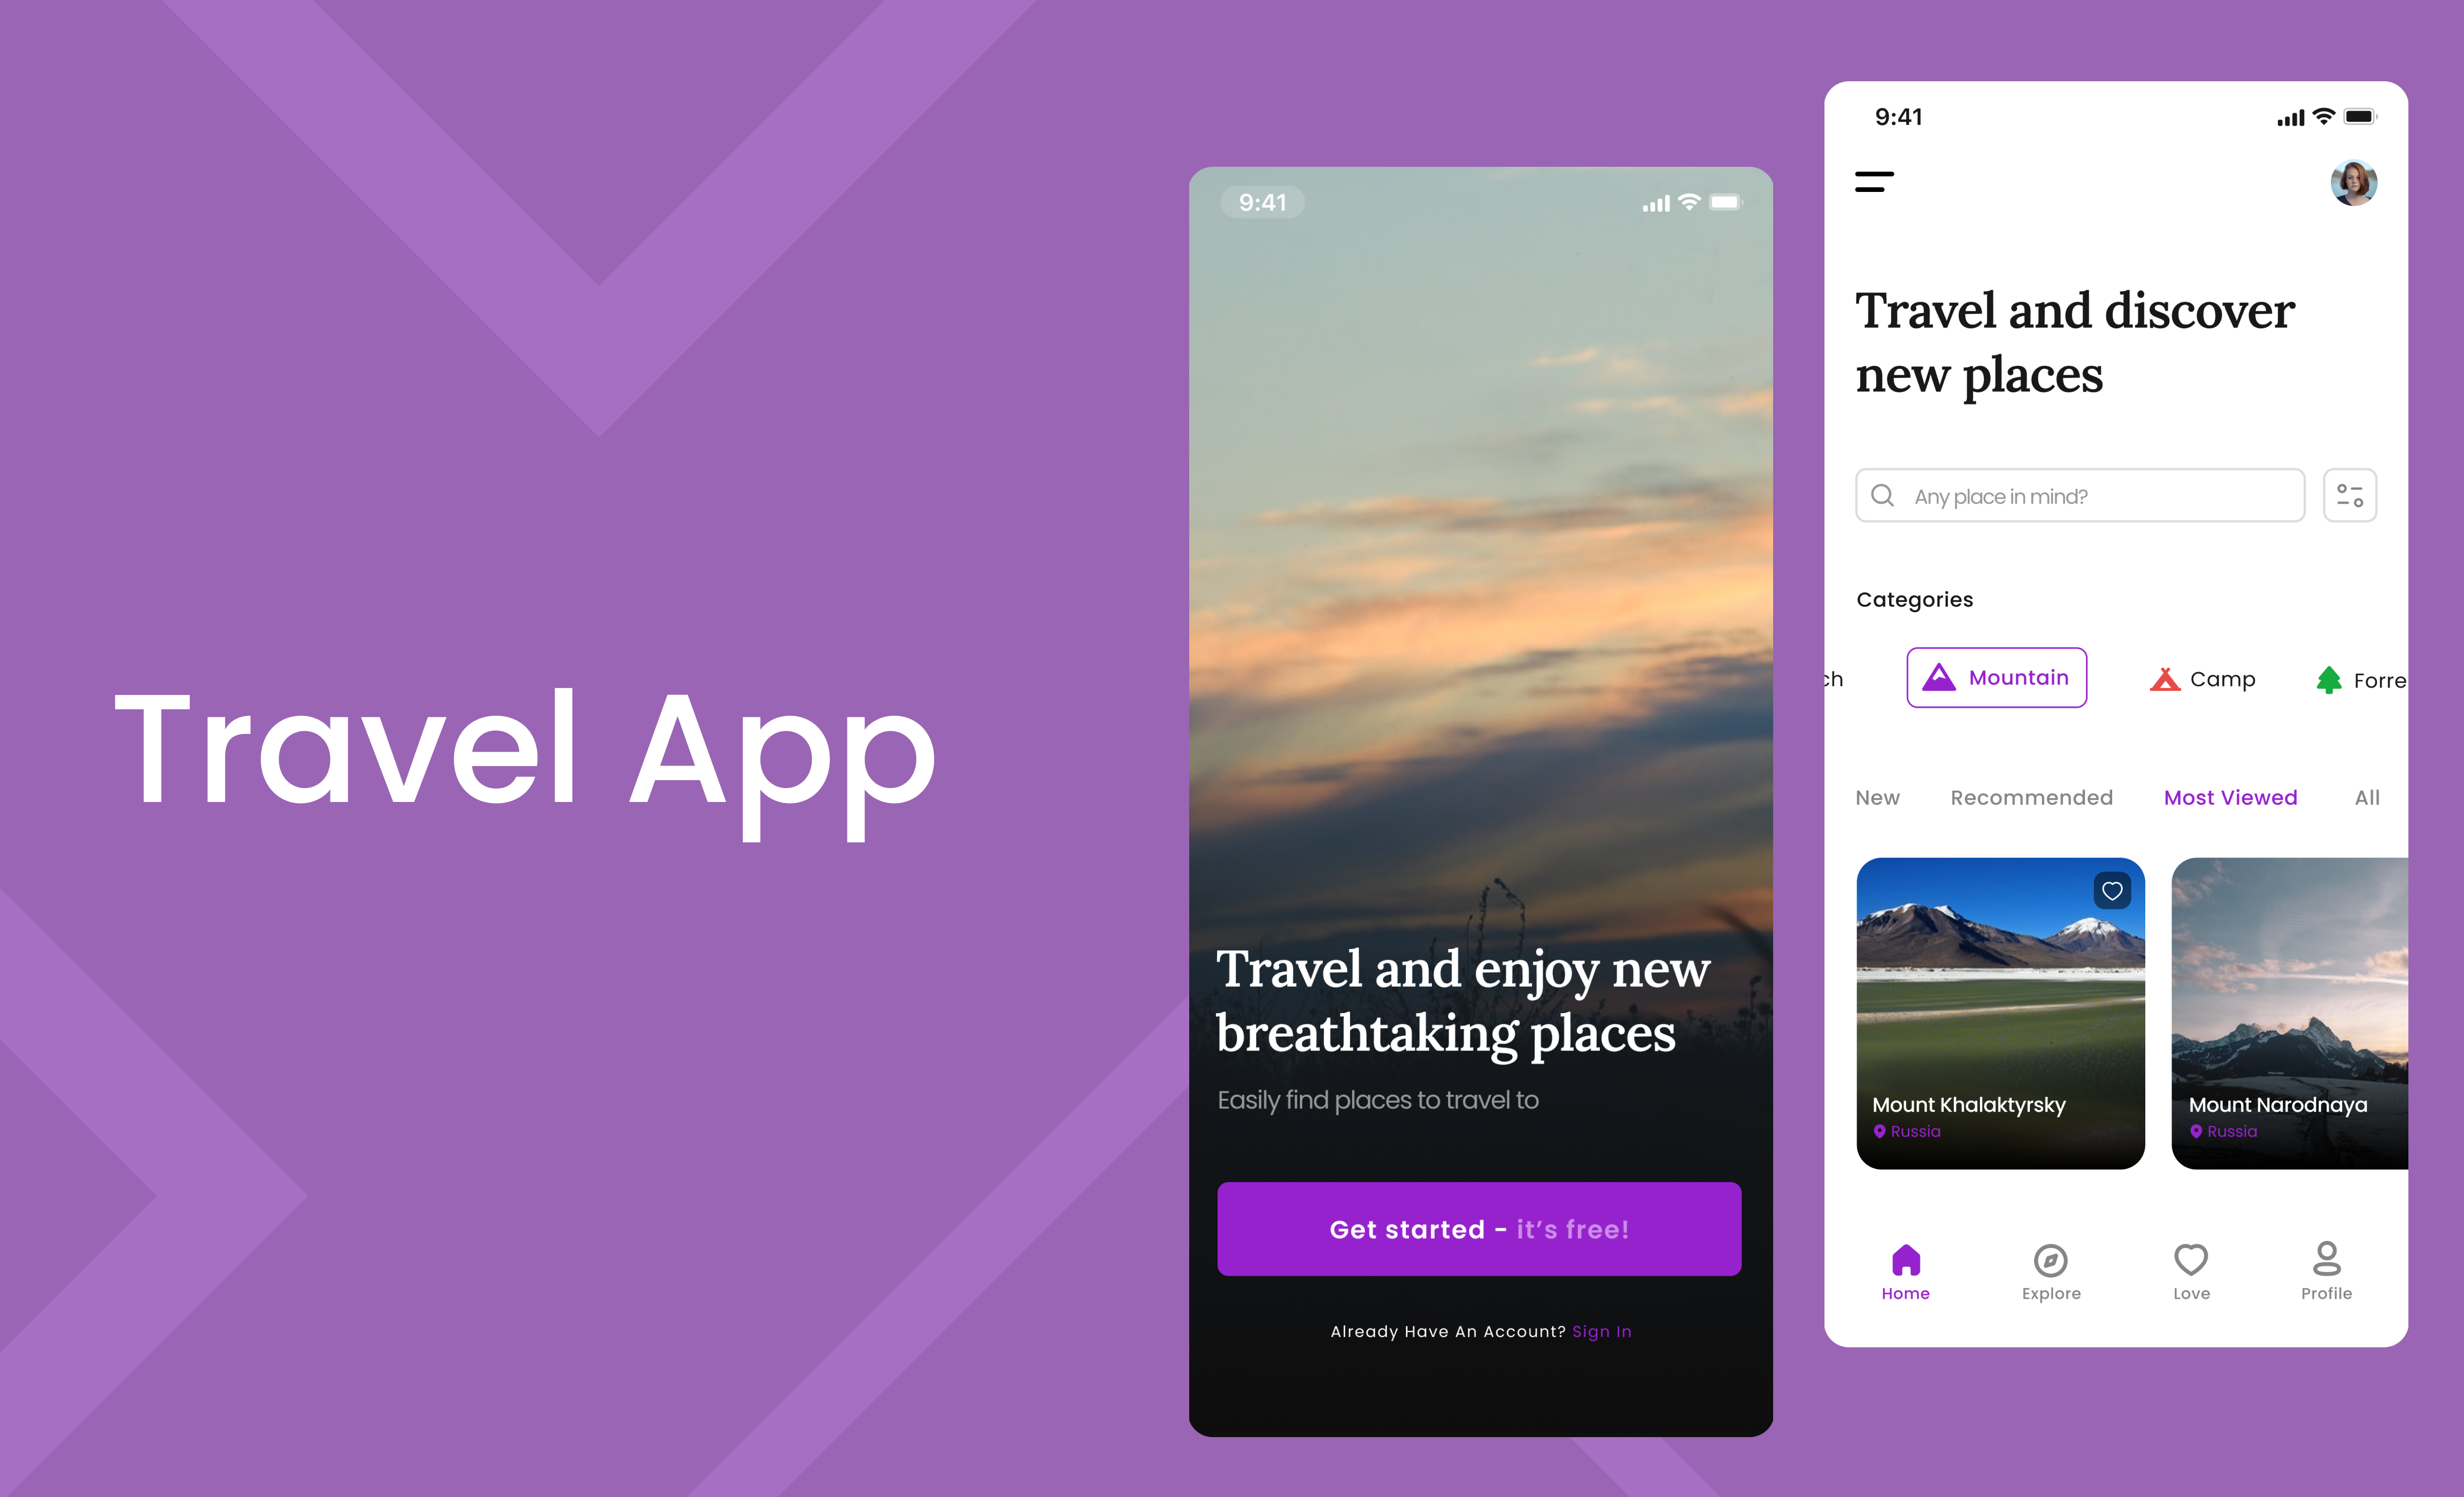 Travel App
9:41
Travel and enjoy new
breathtaking places
Easily find places to travel to
Get started - it’s free!
Already Have An Account? Sign In
9:41
Travel and discover
new places
Any place in mind?
Categories
ch Mountain Camp Forre
New Recommended Most Viewed All
Mount Khalaktyrsky
Russia
Mount Narodnaya
Russia
Home Explore Love Profile